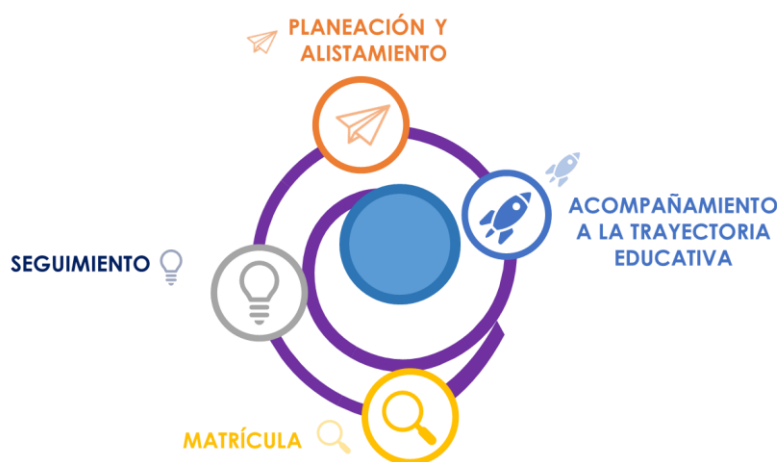 PLANEACIÓN Y
ALISTAMIENTO
ACOMPAÑAMIENTO
A LA TRAYECTORIA
EDUCATIVA
SEGUIMIENTO
MATRÍCULA